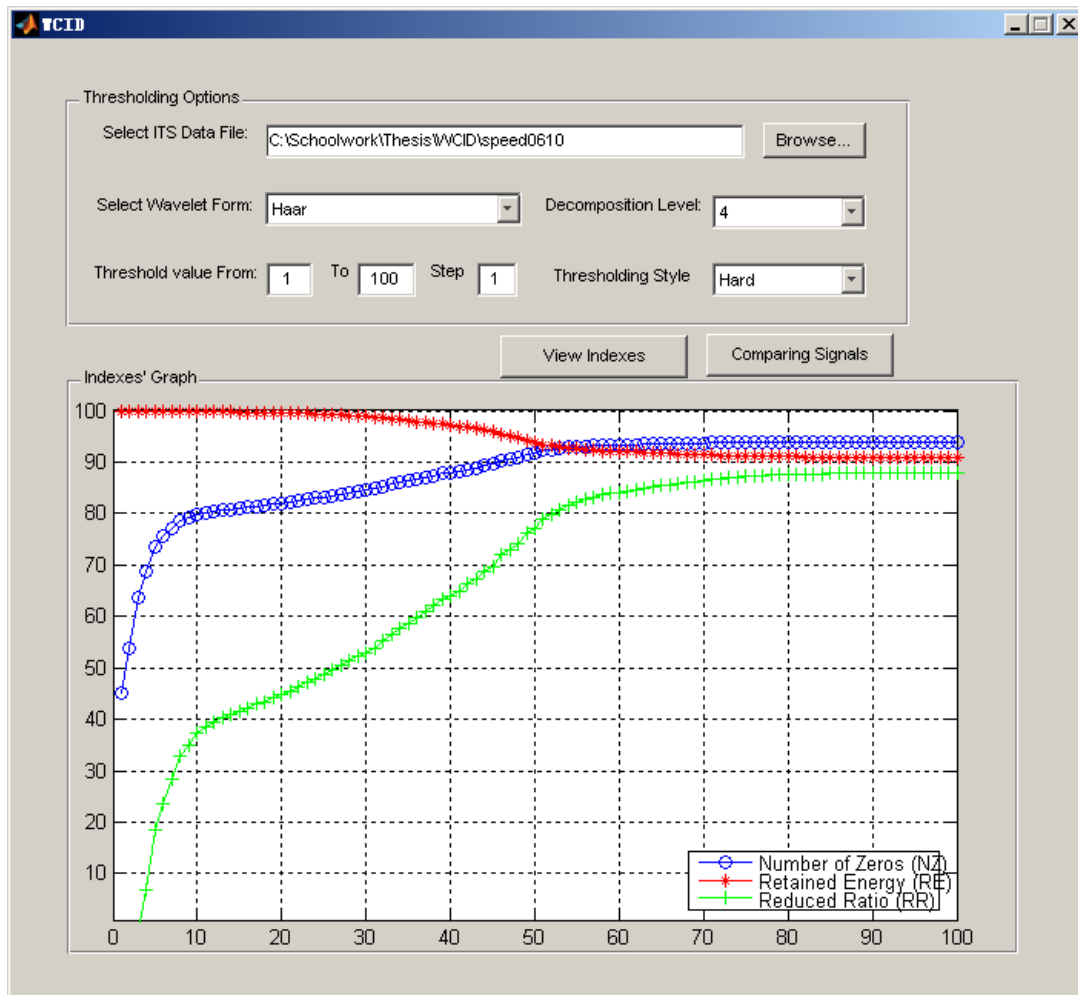 WCID
Thresholding Options
Select ITS Data File: C:\Schoolwork\Thesis\WCID\speed0610 Browse...
Select Wavelet Form: Haar Decomposition Level: 4
Threshold value From: 1 To 100 Step 1 Thresholding Style Hard
View Indexes Comparing Signals
Indexes' Graph
100
90
80
70
60
50
40
30
20
10
Number of Zeros (NZ)
Retained Energy (RE)
Reduced Ratio (RR)
0 10 20 30 40 50 60 70 80 90 100